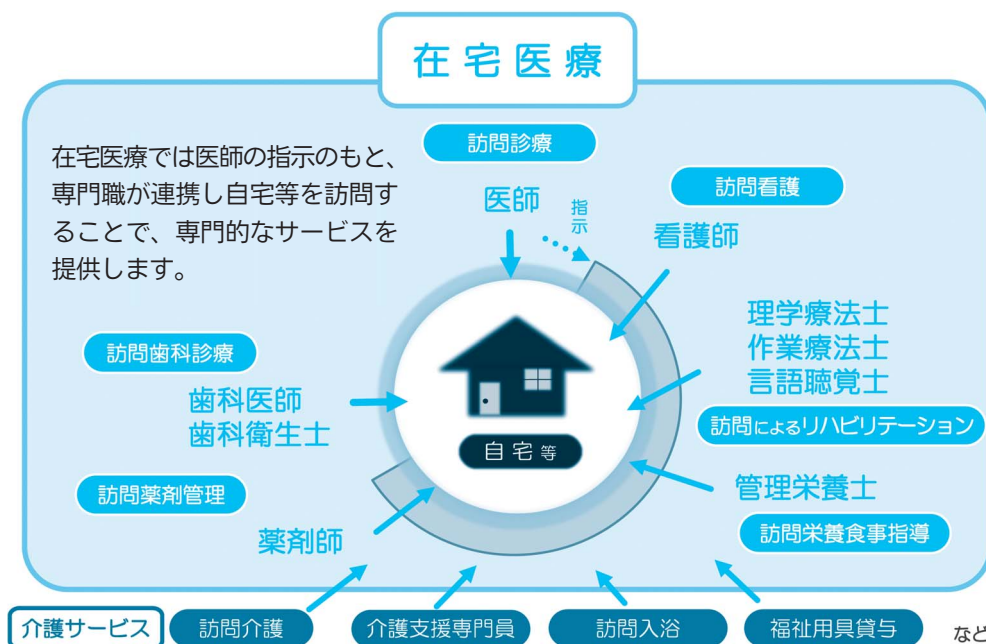 在宅医療
在宅医療では医師の指示のもと、
専門職が連携し自宅等を訪問す
ることで、専門的なサービスを
提供します。
訪問診療
医師
指示
訪問看護
看護師
理学療法士
作業療法士
言語聴覚士
訪問によるリハビリテーション
管理栄養士
訪問栄養食事指導
訪問歯科診療
歯科医師
歯科衛生士
訪問薬剤管理
薬剤師
自宅等
介護サービス
訪問介護
介護支援専門員
訪問入浴
福祉用具貸与
など